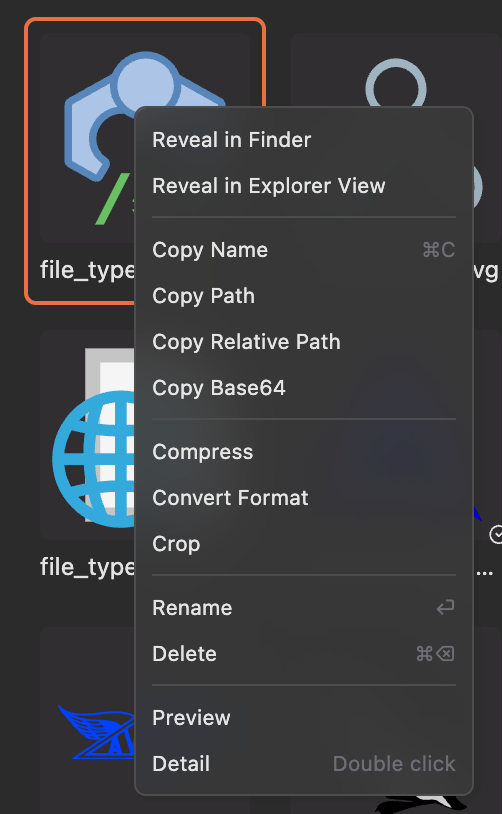 Reveal in Finder
Reveal in Explorer View
Copy Name ⌘C
file_type
vg
Copy Path
Copy Relative Path
Copy Base64
Compress
Convert Format
Crop
file_type
...
Rename ↩
Delete ⌘⌫
Preview
Detail Double click